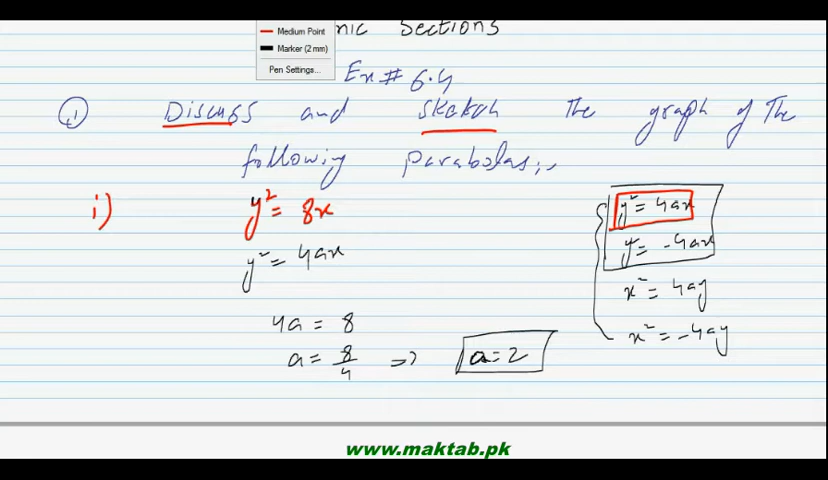 nic Sections
Medium Point
Marker (2 mm)
Pen Settings...
Ex # 6.4
Q1 Discuss and sketch the graph of the
following parabolas;,
i) y² = 8x
y² = 4ax
4a = 8
a = 8/4 => a = 2
y² = 4ax
y² = -4ax
x² = 4ay
x² = -4ay
www.maktab.pk